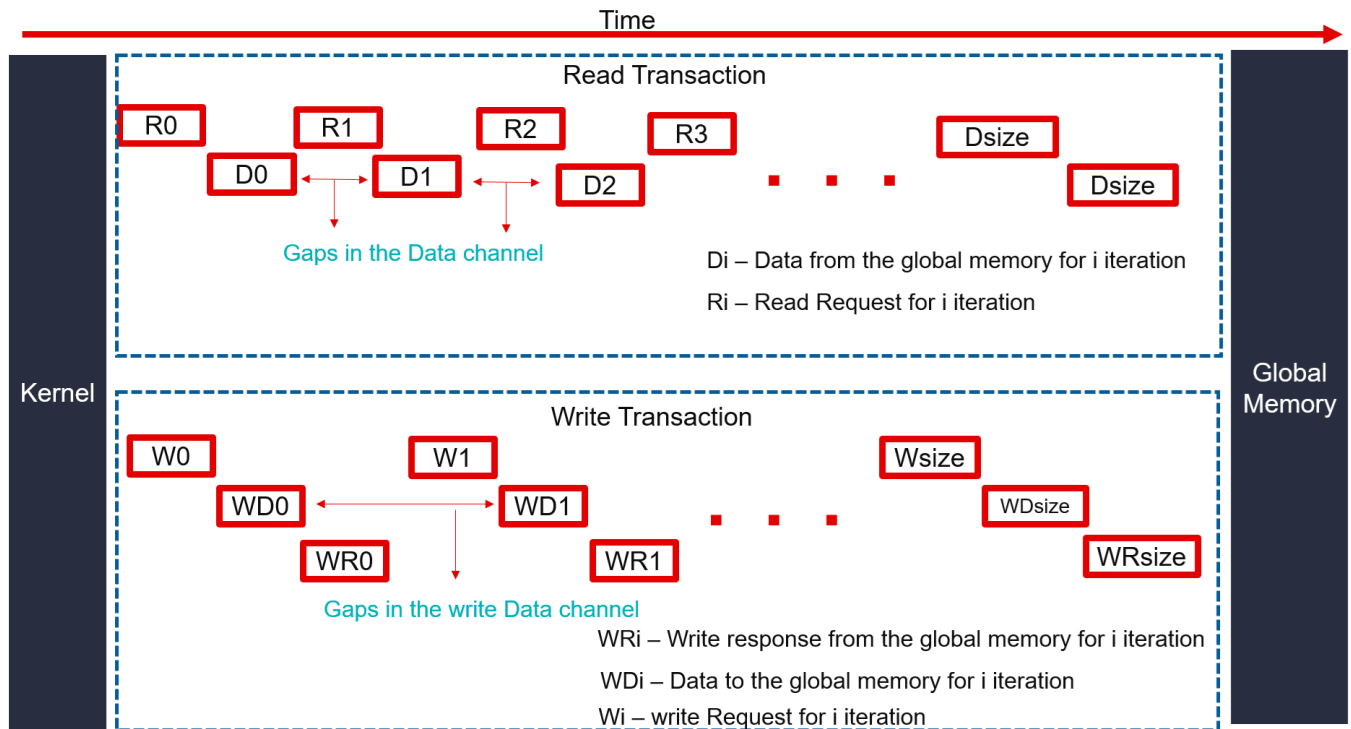 Time
Kernel
Global
Memory
Read Transaction
R0
R1
R2
R3
Dsize
D0
D1
D2
. . .
Dsize
Gaps in the Data channel
Di – Data from the global memory for i iteration
Ri – Read Request for i iteration
Write Transaction
W0
W1
Wsize
WD0
WD1
. . .
WDsize
WR0
WR1
WRsize
Gaps in the write Data channel
WRi – Write response from the global memory for i iteration
WDi – Data to the global memory for i iteration
Wi – write Request for i iteration